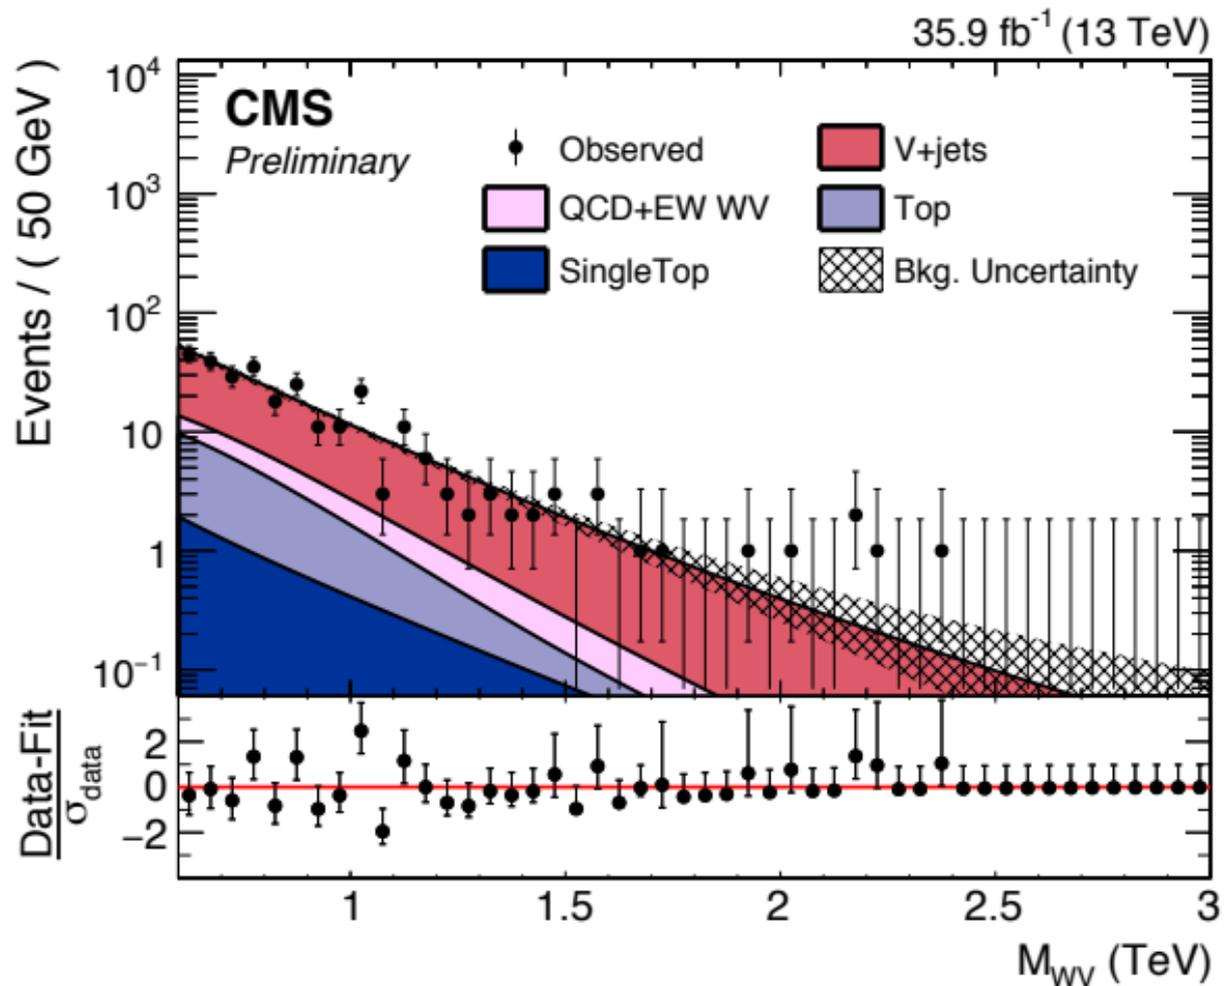 35.9 fb⁻¹ (13 TeV)
Events / ( 50 GeV )
10⁴
10³
10²
10
1
10⁻¹
CMS
Preliminary
Observed
V+jets
QCD+EW WV
Top
SingleTop
Bkg. Uncertainty
Data-Fit
σdata
2
0
−2
1
1.5
2
2.5
3
M_WV (TeV)